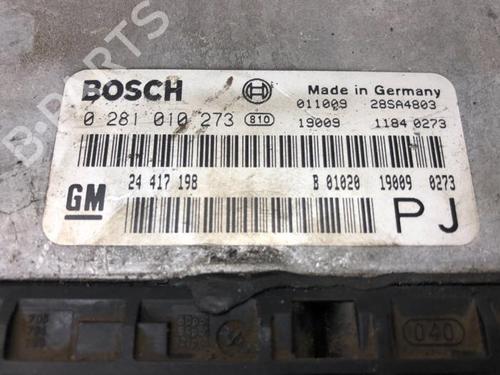 BOSCH Made in Germany
011009 28SA4803
0 281 010 273 810 19009 1184 0273
24 417 198 B 01020 19009 0273
GM PJ
040
B-PARTS